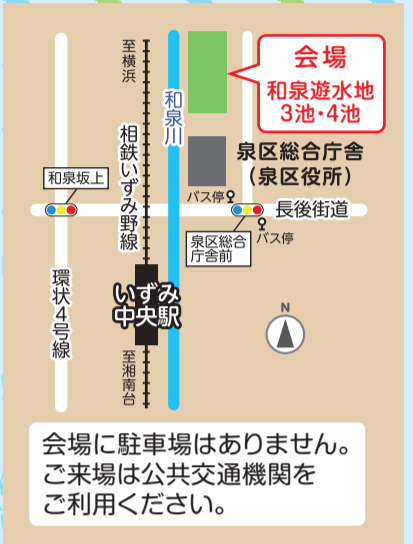 至横浜
会場
和泉遊水地
3池・4池
和泉川
相鉄いずみ野線
泉区総合庁舎
（泉区役所）
和泉坂上
バス停
長後街道
泉区総合
庁舎前
バス停
環状4号線
いずみ
中央駅
N
至湘南台
会場に駐車場はありません。
ご来場は公共交通機関を
ご利用ください。